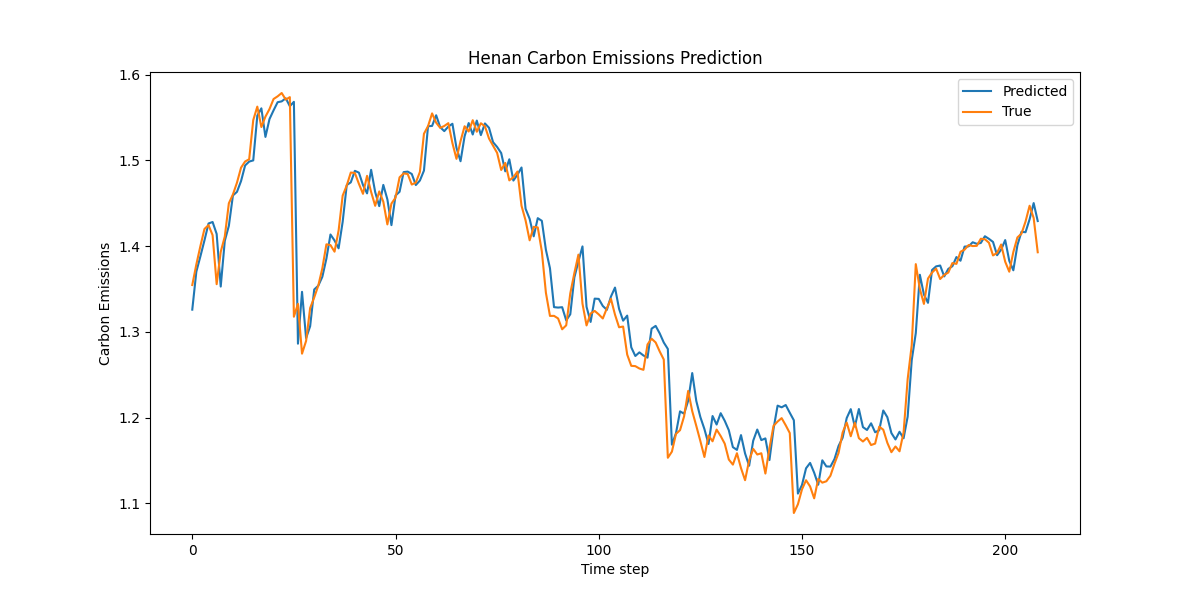 Henan Carbon Emissions Prediction
Predicted
True
Carbon Emissions
1.6
1.5
1.4
1.3
1.2
1.1
0
50
100
150
200
Time step